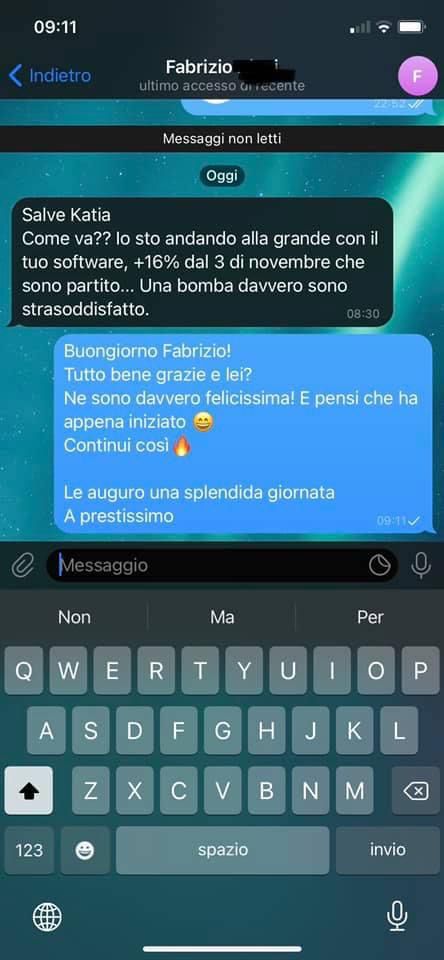 09:11
Indietro
Fabrizio
ultimo accesso di recente
F
22:52
Messaggi non letti
Oggi
Salve Katia
Come va?? Io sto andando alla grande con il
tuo software, +16% dal 3 di novembre che
sono partito... Una bomba davvero sono
strasoddisfatto.
08:30
Buongiorno Fabrizio!
Tutto bene grazie e lei?
Ne sono davvero felicissima! E pensi che ha
appena iniziato 😄
Continui così🔥
Le auguro una splendida giornata
A prestissimo
09:11
Messaggio
Non Ma Per
Q W E R T Y U I O P
A S D F G H J K L
Z X C V B N M
123 spazio invio